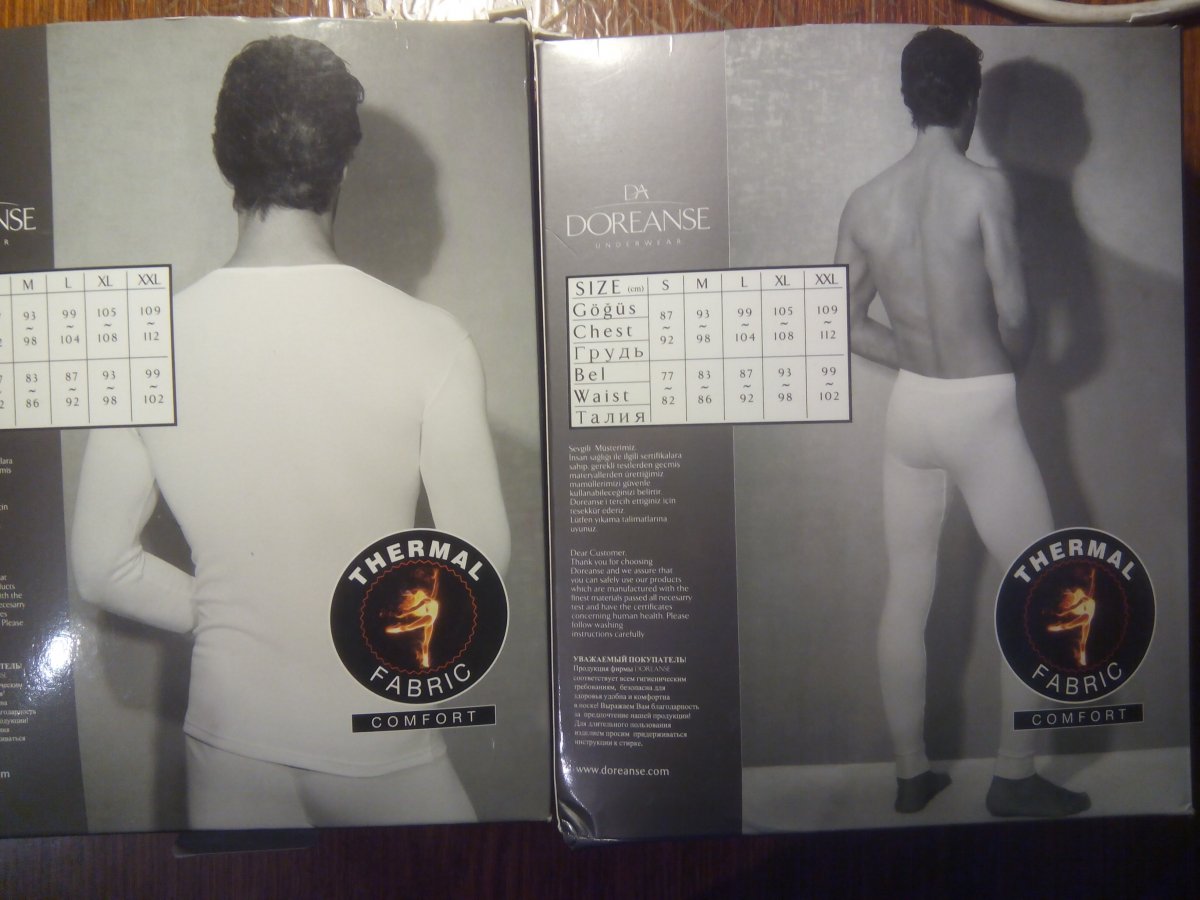 NSE
R
M L XL XXL
93 99 105 109
~ ~ ~ ~
98 104 108 112
83 87 93 99
~ ~ ~ ~
86 92 98 102
THERMAL
FABRIC
COMFORT
DA
DOREANSE
UNDERWEAR
SIZE (cm) S M L XL XXL
Göğüs 87 93 99 105 109
Chest ~ ~ ~ ~ ~
Грудь 92 98 104 108 112
Bel 77 83 87 93 99
Waist ~ ~ ~ ~ ~
Талия 82 86 92 98 102
Sevgili Müşterimiz.
İnsan sağlığı ile ilgili sertifikalara
sahip, gerekli testlerden geçmiş
materyallerden ürettiğimiz
mamullerimizi güvenle
kullanabileceğinizi belirtir.
Doreanse'i tercih ettiğiniz için
teşekkür ederiz
Lütfen yıkama talimatlarına
uyunuz.
Dear Customer.
Thank you for choosing
Doreanse and we assure that
you can safely use our products
which are manufactured with the
finest materials passed all necesarry
test and have the certificates
concerning human health. Please
follow washing
instructions carefully
УВАЖАЕМЫЙ ПОКУПАТЕЛЬ!
Продукция фирмы DOREANSE
соответствует всем гигиеническим
требованиям, безопасна для
здоровья удобна и комфортна
в носке! Выражаем Вам благодарность
за предпочтение нашей продукции!
Для длительного пользования
изделием просим придерживаться
инструкции к стирке.
www.doreanse.com
THERMAL
FABRIC
COMFORT